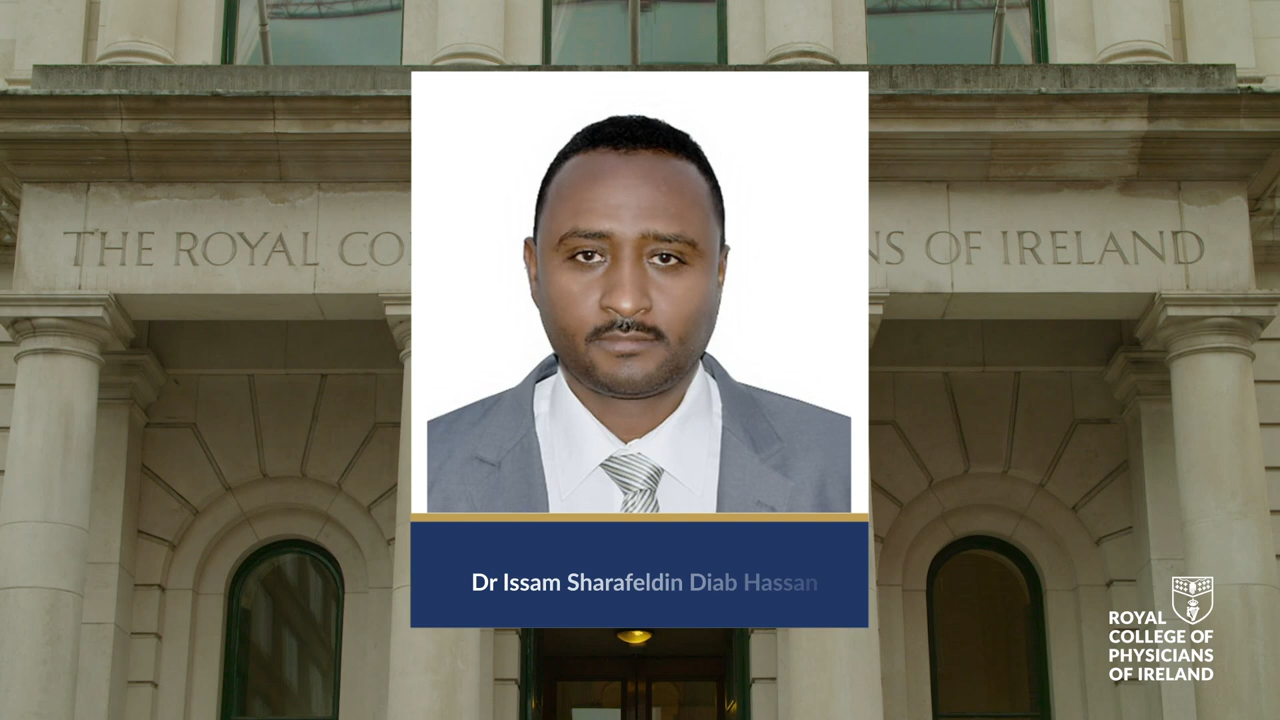 THE ROYAL CO
NS OF IRELAND
Dr Issam Sharafeldin Diab Hassan
ROYAL
COLLEGE OF
PHYSICIANS
OF IRELAND